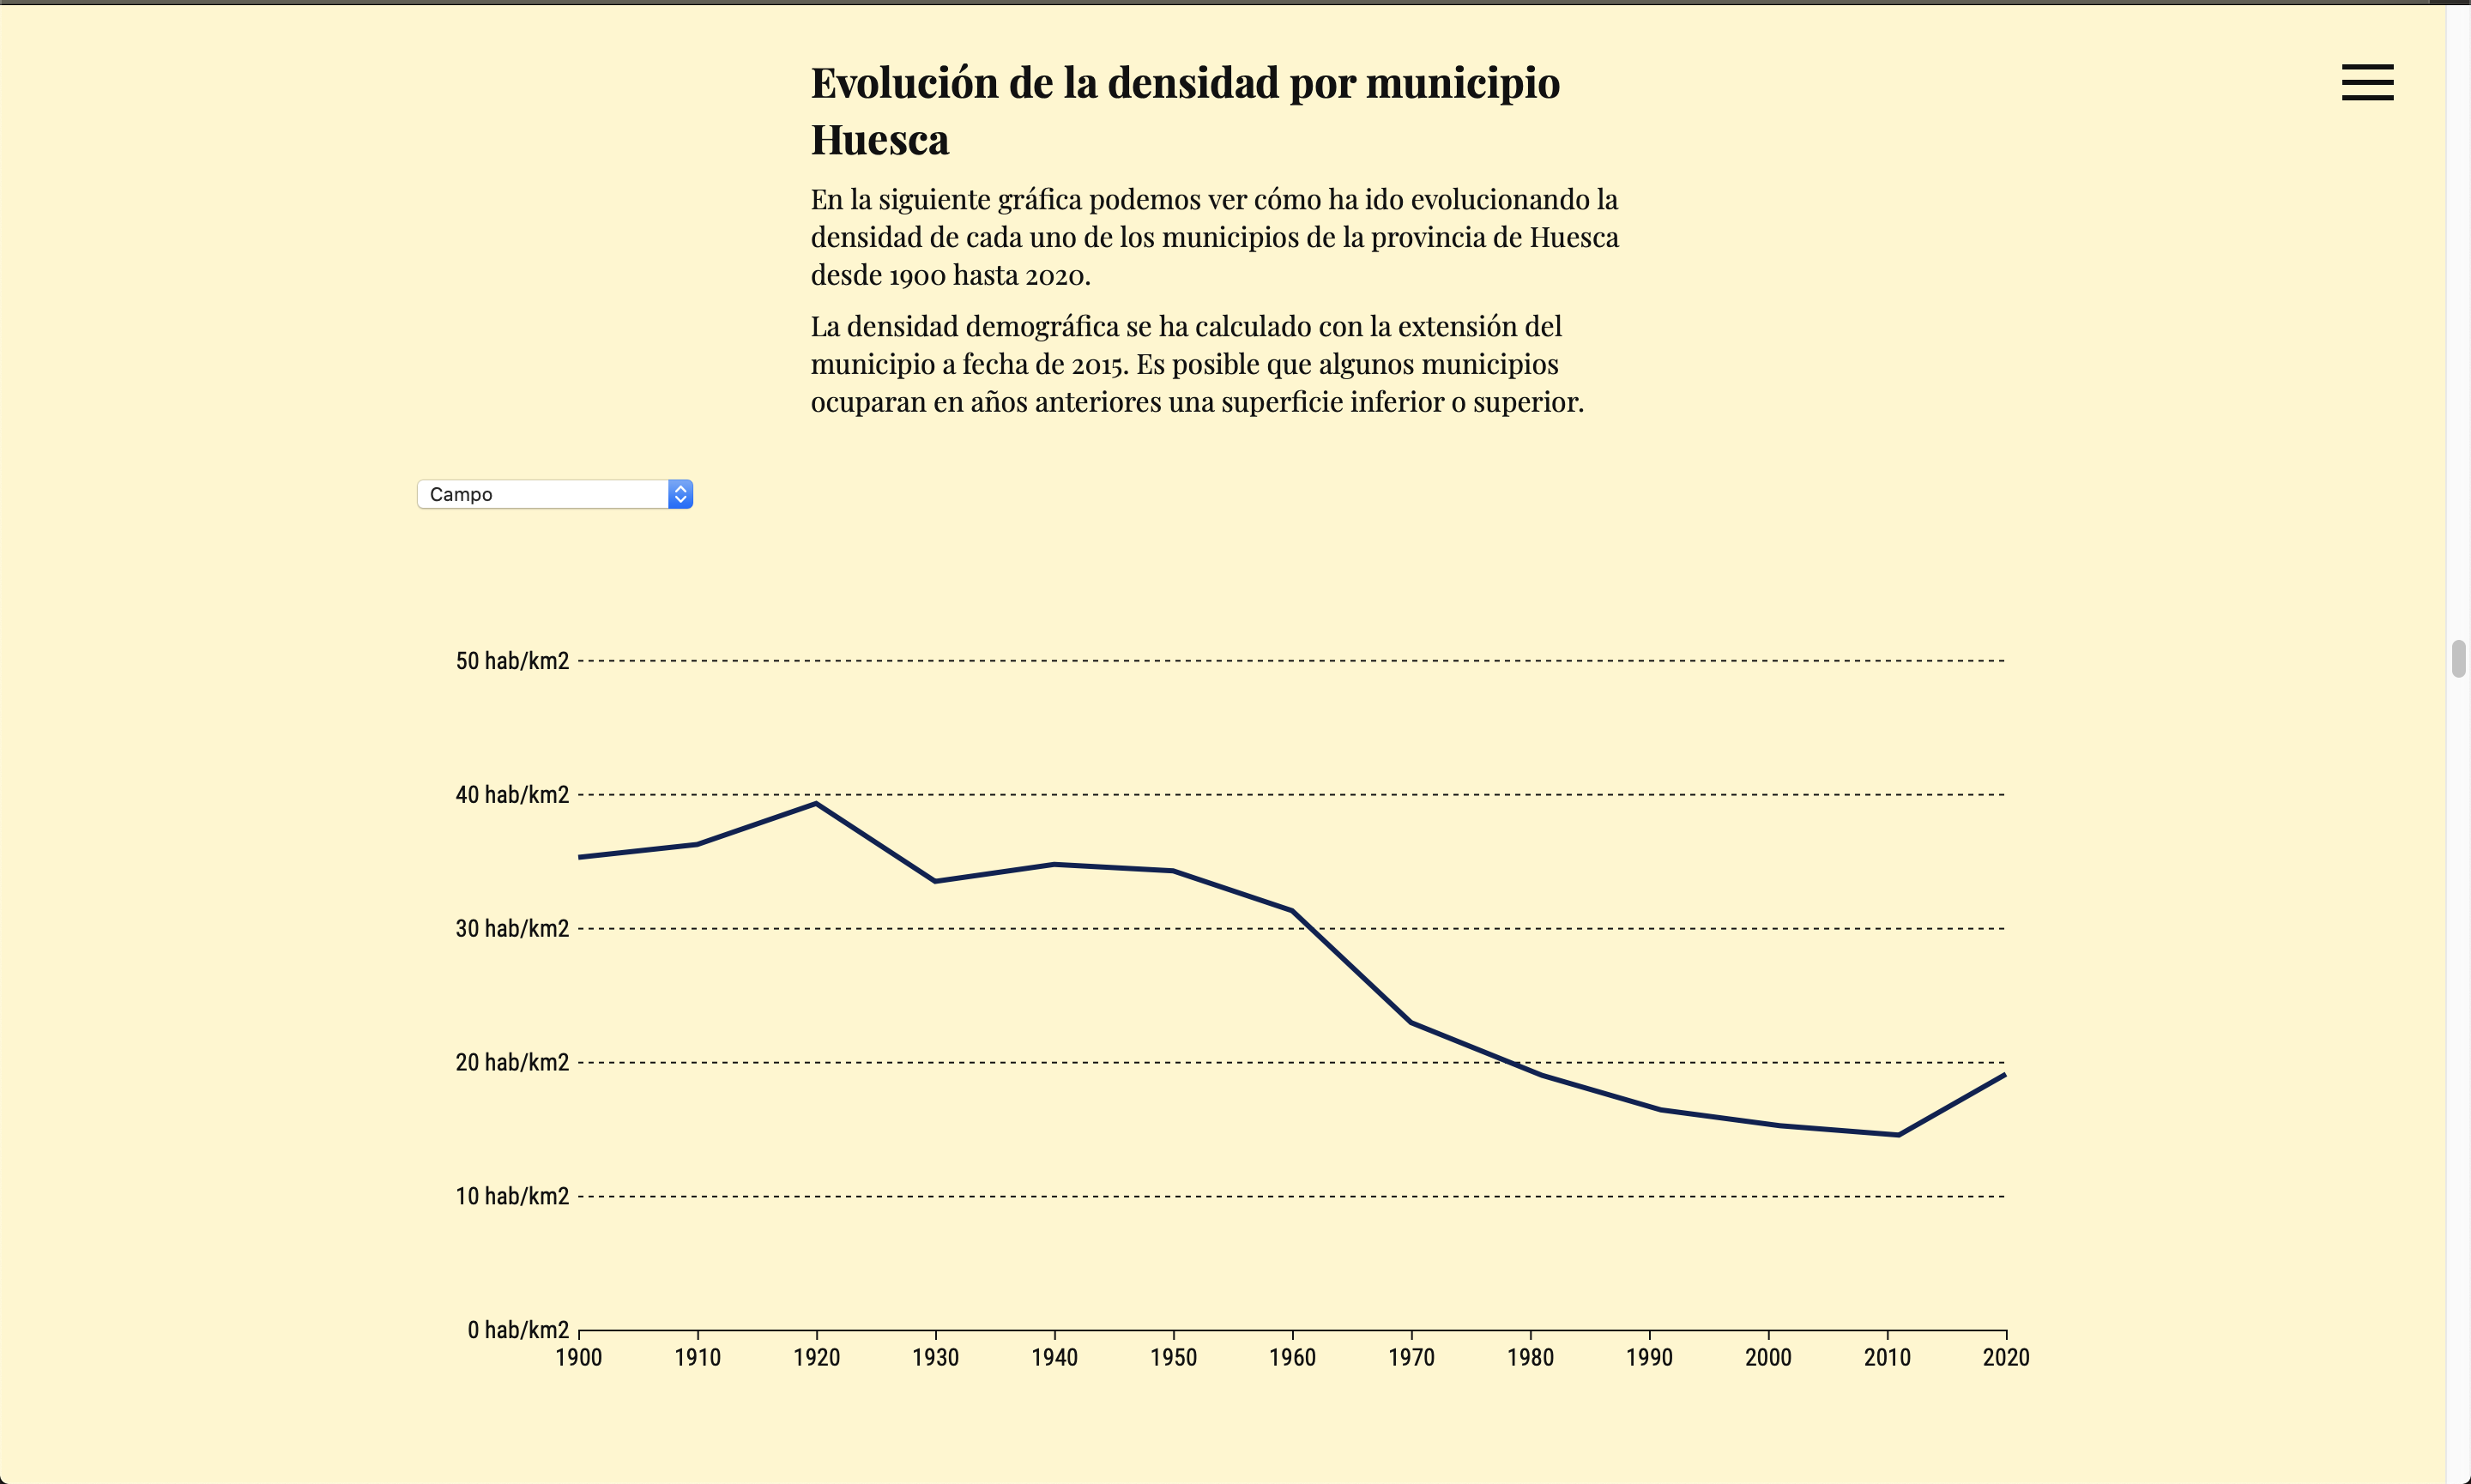 Evolución de la densidad por municipio
Huesca
En la siguiente gráfica podemos ver cómo ha ido evolucionando la
densidad de cada uno de los municipios de la provincia de Huesca
desde 1900 hasta 2020.
La densidad demográfica se ha calculado con la extensión del
municipio a fecha de 2015. Es posible que algunos municipios
ocuparan en años anteriores una superficie inferior o superior.
Campo
50 hab/km2
40 hab/km2
30 hab/km2
20 hab/km2
10 hab/km2
0 hab/km2
1900 1910 1920 1930 1940 1950 1960 1970 1980 1990 2000 2010 2020